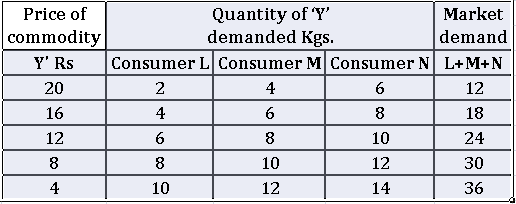 Price of commodity Quantity of ‘Y’ demanded Kgs. Market demand
Y’ Rs Consumer L Consumer M Consumer N L+M+N
20 2 4 6 12
16 4 6 8 18
12 6 8 10 24
8 8 10 12 30
4 10 12 14 36